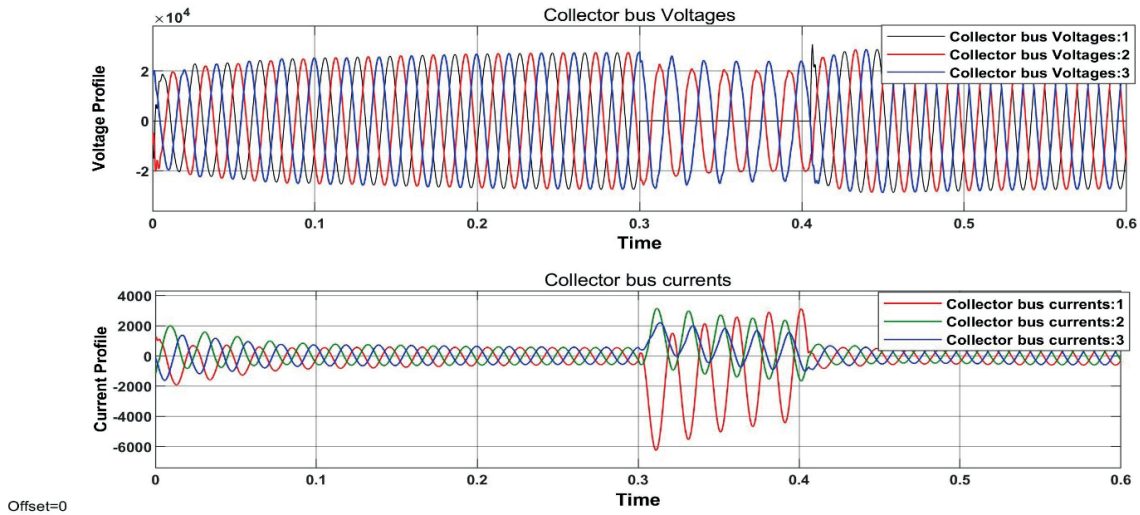 ×10⁴
Collector bus Voltages
Collector bus Voltages:1
Collector bus Voltages:2
Collector bus Voltages:3
Voltage Profile
2
0
-2
0 0.1 0.2 0.3 0.4 0.5 0.6
Time
Collector bus currents
Collector bus currents:1
Collector bus currents:2
Collector bus currents:3
Current Profile
4000
2000
0
-2000
-4000
-6000
0 0.1 0.2 0.3 0.4 0.5 0.6
Time
Offset=0